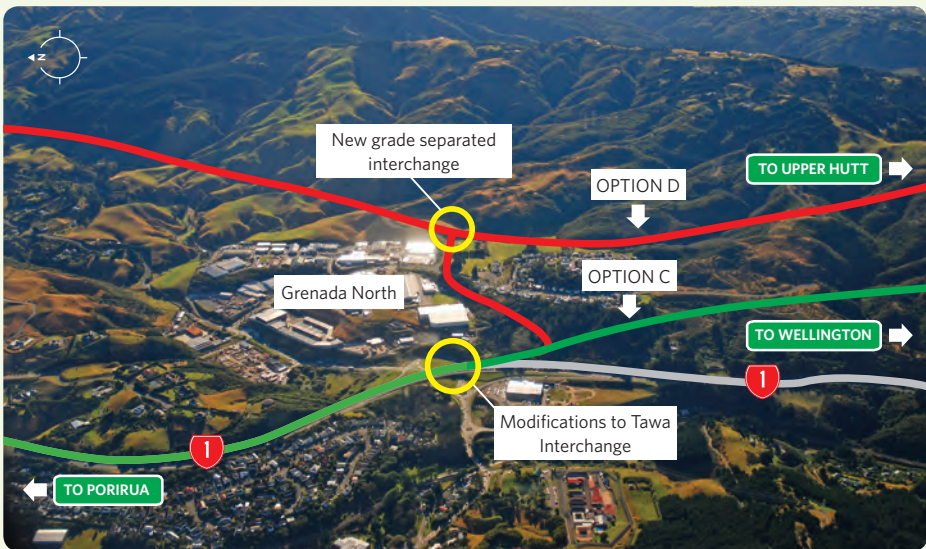 N
New grade separated
interchange
TO UPPER HUTT
OPTION D
Grenada North
OPTION C
TO WELLINGTON
1
1
Modifications to Tawa
Interchange
TO PORIRUA